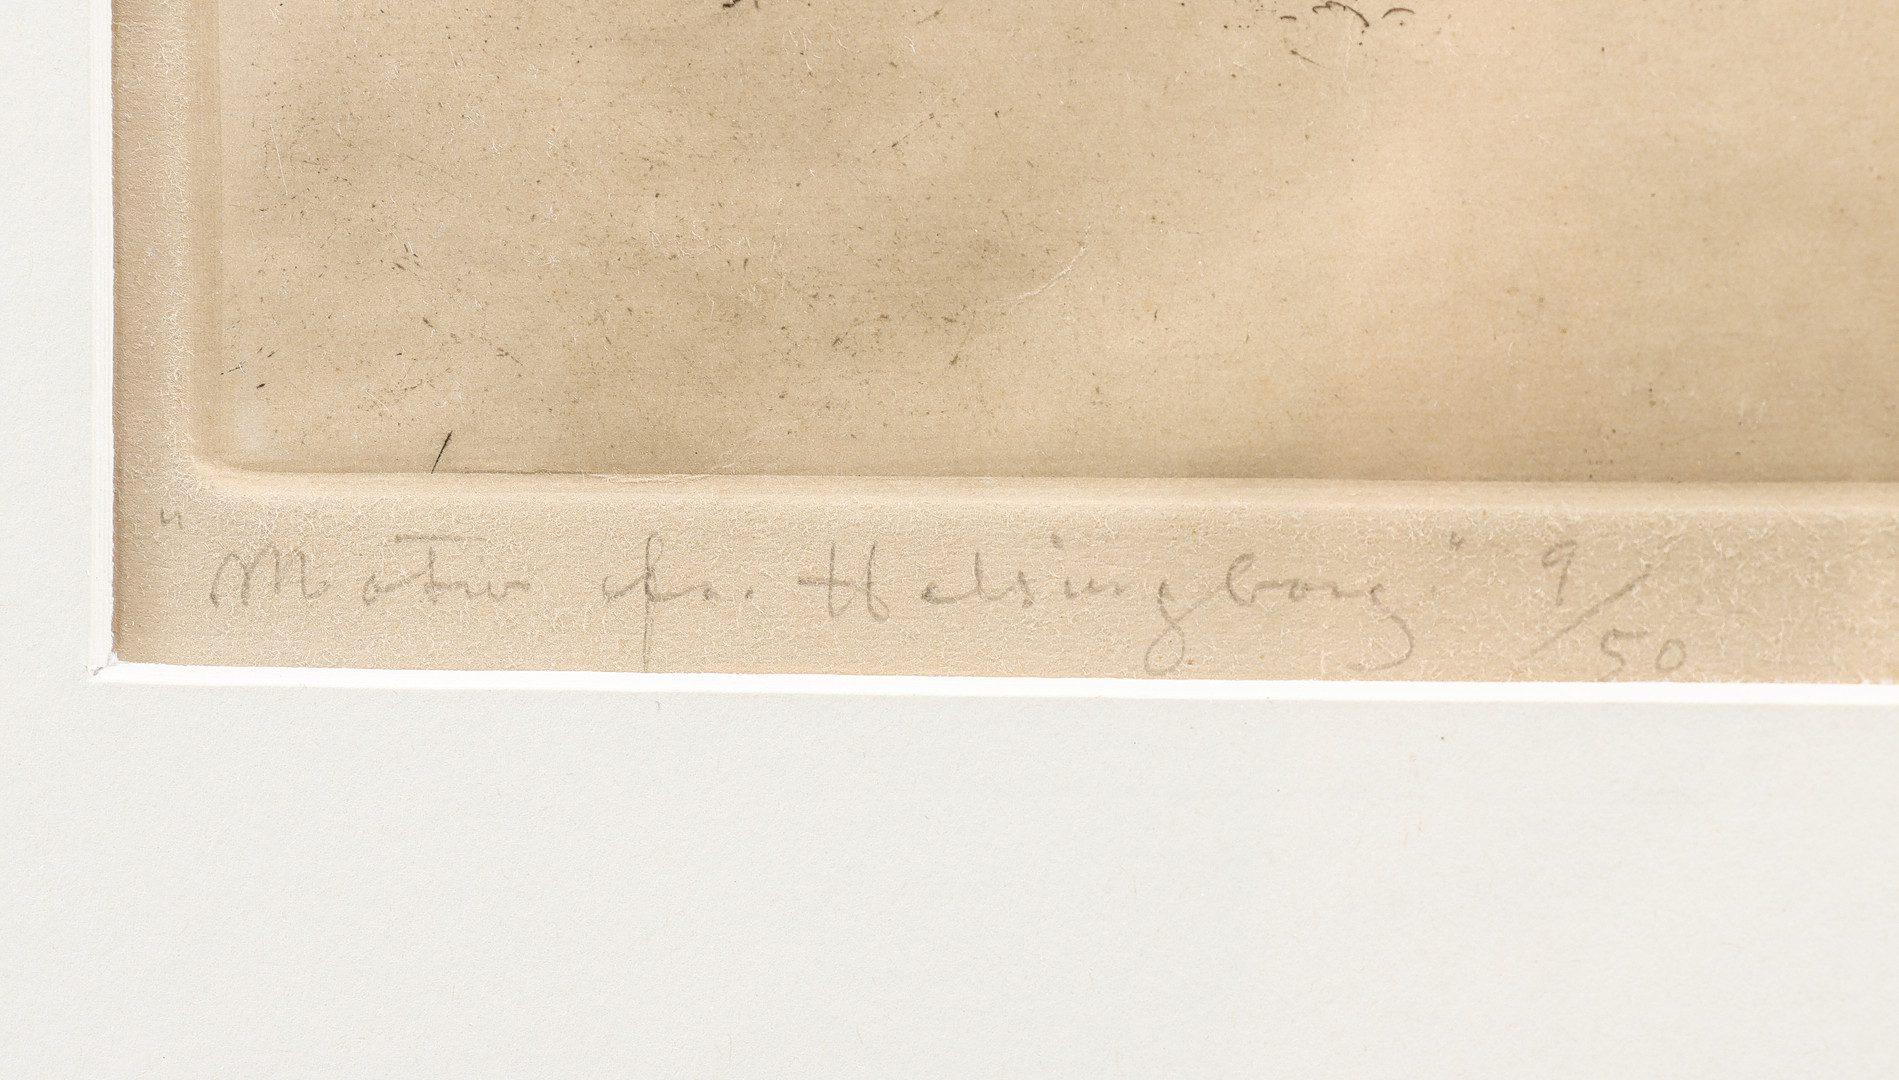 "Motiv fr. Helsingborg." 9/50